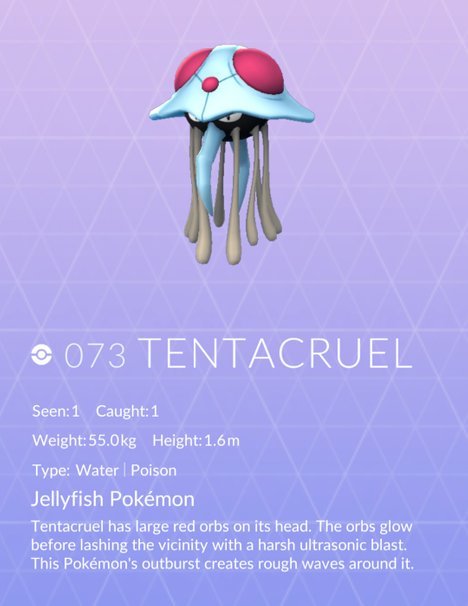 073 TENTACRUEL
Seen:1 Caught:1
Weight:55.0kg Height:1.6m
Type: Water | Poison
Jellyfish Pokémon
Tentacruel has large red orbs on its head. The orbs glow
before lashing the vicinity with a harsh ultrasonic blast.
This Pokémon's outburst creates rough waves around it.